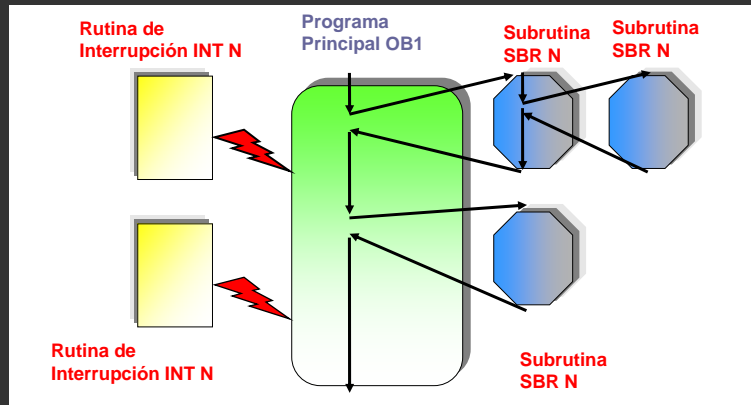 Rutina de
Interrupción INT N
Programa
Principal OB1
Subrutina
SBR N
Subrutina
SBR N
Rutina de
Interrupción INT N
Subrutina
SBR N